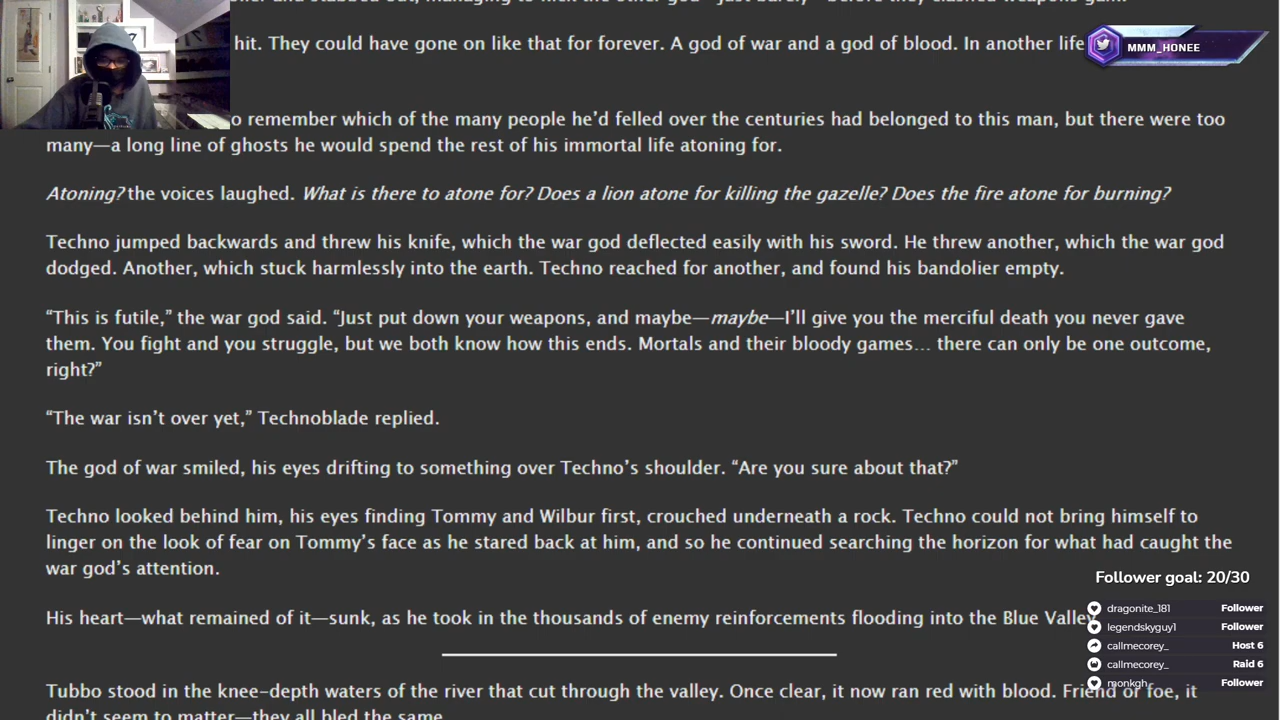 hit. They could have gone on like that for forever. A god of war and a god of blood. In another life
MMM_HONEE
o remember which of the many people he’d felled over the centuries had belonged to this man, but there were too
many—a long line of ghosts he would spend the rest of his immortal life atoning for.
Atoning? the voices laughed. What is there to atone for? Does a lion atone for killing the gazelle? Does the fire atone for burning?
Techno jumped backwards and threw his knife, which the war god deflected easily with his sword. He threw another, which the war god
dodged. Another, which stuck harmlessly into the earth. Techno reached for another, and found his bandolier empty.
“This is futile,” the war god said. “Just put down your weapons, and maybe—maybe—I’ll give you the merciful death you never gave
them. You fight and you struggle, but we both know how this ends. Mortals and their bloody games… there can only be one outcome,
right?”
“The war isn’t over yet,” Technoblade replied.
The god of war smiled, his eyes drifting to something over Techno’s shoulder. “Are you sure about that?”
Techno looked behind him, his eyes finding Tommy and Wilbur first, crouched underneath a rock. Techno could not bring himself to
linger on the look of fear on Tommy’s face as he stared back at him, and so he continued searching the horizon for what had caught the
war god’s attention.
His heart—what remained of it—sunk, as he took in the thousands of enemy reinforcements flooding into the Blue Valley
Follower goal: 20/30
dragonite_181 Follower
legendskyguy1 Follower
callmecorey_ Host 6
callmecorey_ Raid 6
monkgh_ Follower
Tubbo stood in the knee-depth waters of the river that cut through the valley. Once clear, it now ran red with blood. Friend or foe, it
didn’t seem to matter—they all bled the same.